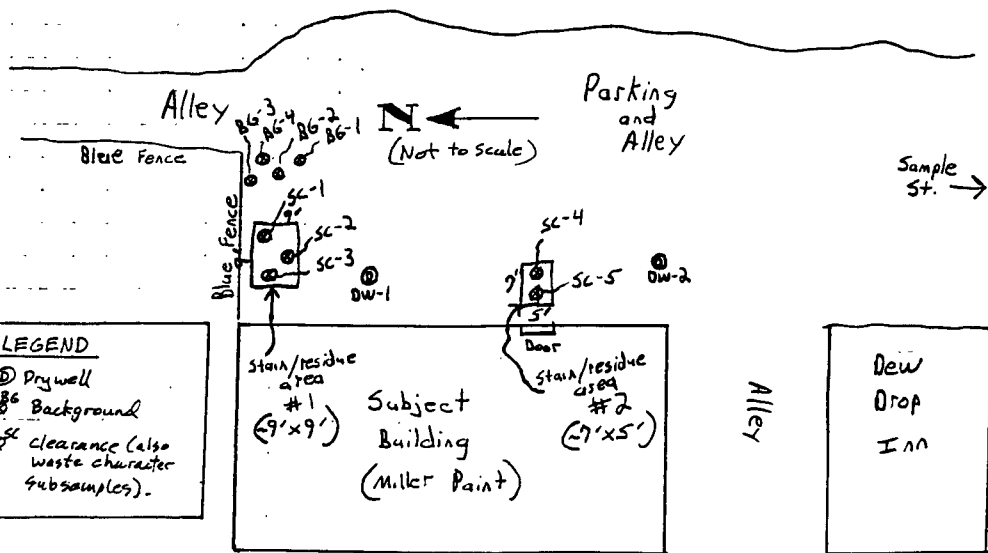 Alley
BG-3
BG-4
BG-2
BG-1
N
(Not to scale)
Parking
and
Alley
Sample
St.
Blue Fence
Blue Fence
SC-1
9'
SC-2
9'
SC-3
DW-1
SC-4
7'
SC-5
5'
DW-2
Door
LEGEND
D Drywell
BG Background
SC clearance (also
waste character
subsamples).
Stain/residue
area
#1
(~9'x9')
Subject
Building
(Miller Paint)
Stain/residue
area
#2
(~7'x5')
Alley
Dew
Drop
Inn